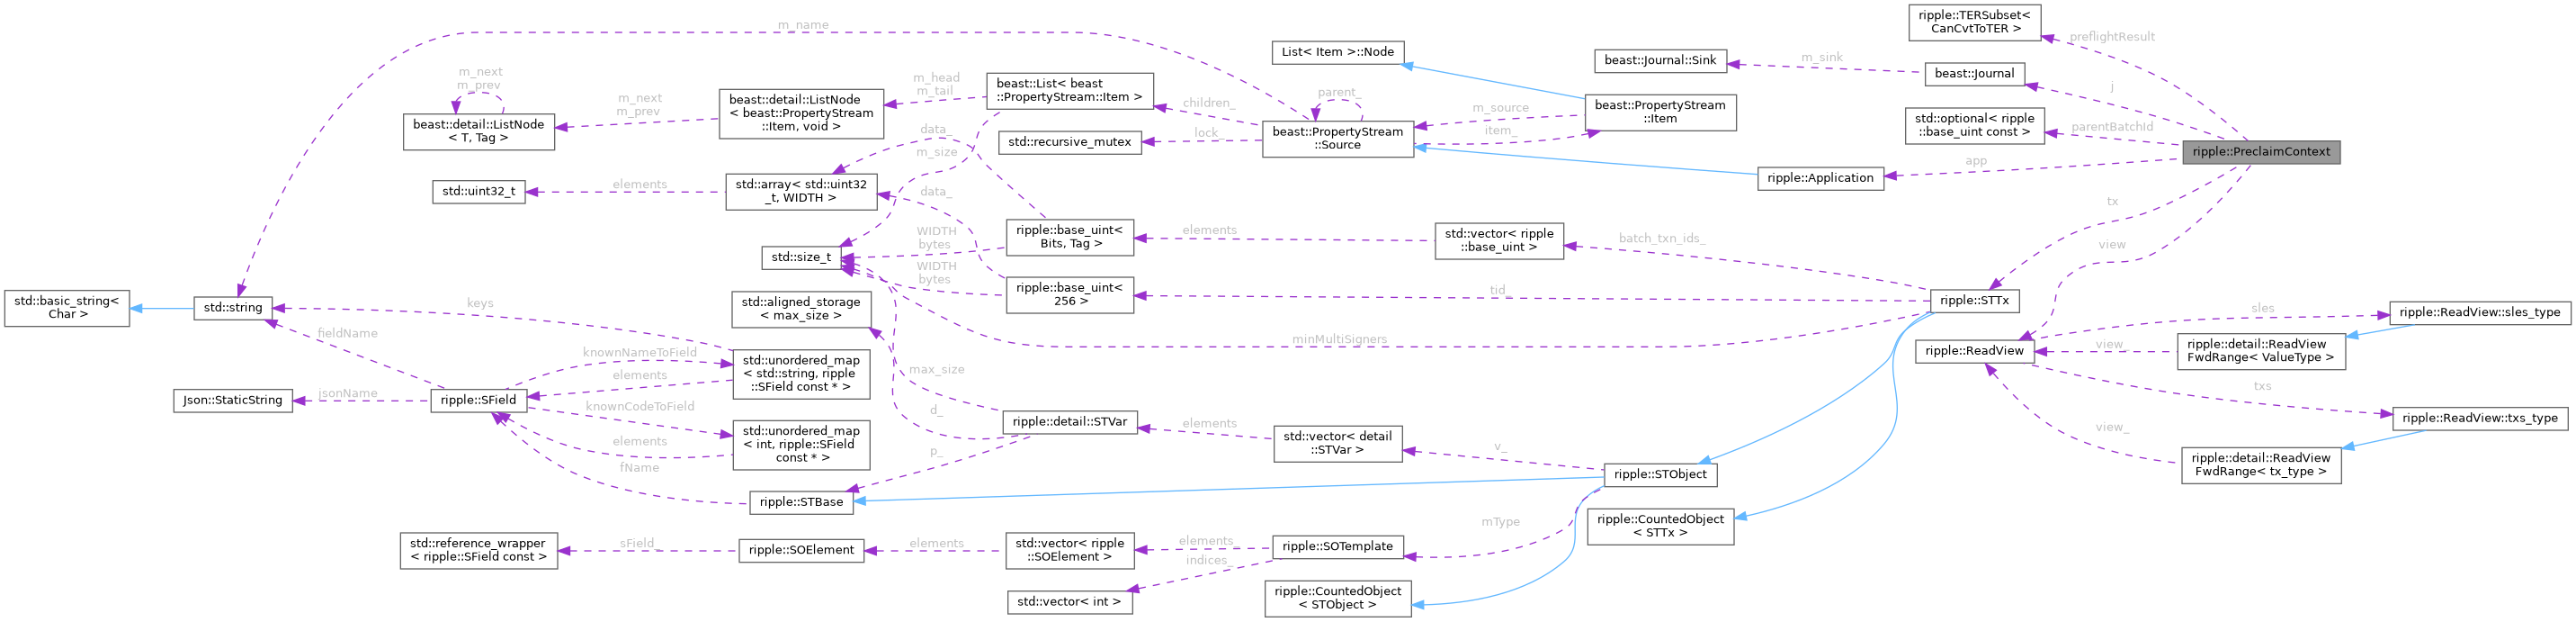 m_name
ripple::TERSubset<
CanCvtToTER >
preflightResult
List< Item >::Node
beast::Journal::Sink
m_sink
beast::Journal
j
m_next
m_prev
beast::detail::ListNode
< T, Tag >
m_next
m_prev
beast::detail::ListNode
< beast::PropertyStream
::Item, void >
m_head
m_tail
beast::List< beast
::PropertyStream::Item >
children_
parent_
beast::PropertyStream
::Source
m_source
item_
beast::PropertyStream
::Item
std::optional< ripple
::base_uint const >
parentBatchId
ripple::PreclaimContext
lock_
std::recursive_mutex
data_
m_size
app
ripple::Application
std::uint32_t
elements
std::array< std::uint32
_t, WIDTH >
data_
tx
view
ripple::base_uint<
Bits, Tag >
elements
std::vector< ripple
::base_uint >
batch_txn_ids_
WIDTH
bytes
std::size_t
WIDTH
bytes
ripple::base_uint<
256 >
tid_
ripple::STTx
std::basic_string<
Char >
std::string
keys
std::aligned_storage
< max_size >
minMultiSigners
sles
ripple::ReadView::sles_type
fieldName
knownNameToField
elements
std::unordered_map
< std::string, ripple
::SField const * >
ripple::ReadView
view_
ripple::detail::ReadView
FwdRange< ValueType >
max_size
Json::StaticString
jsonName
ripple::SField
knownCodeToField
txs
d_
ripple::detail::STVar
elements
std::vector< detail
::STVar >
ripple::ReadView::txs_type
view_
elements
std::unordered_map
< int, ripple::SField
const * >
p_
v_
ripple::detail::ReadView
FwdRange< tx_type >
fName
ripple::STBase
ripple::STObject
mType
ripple::CountedObject
< STTx >
std::reference_wrapper
< ripple::SField const >
sField_
ripple::SOElement
elements
std::vector< ripple
::SOElement >
elements_
ripple::SOTemplate
indices_
std::vector< int >
ripple::CountedObject
< STObject >